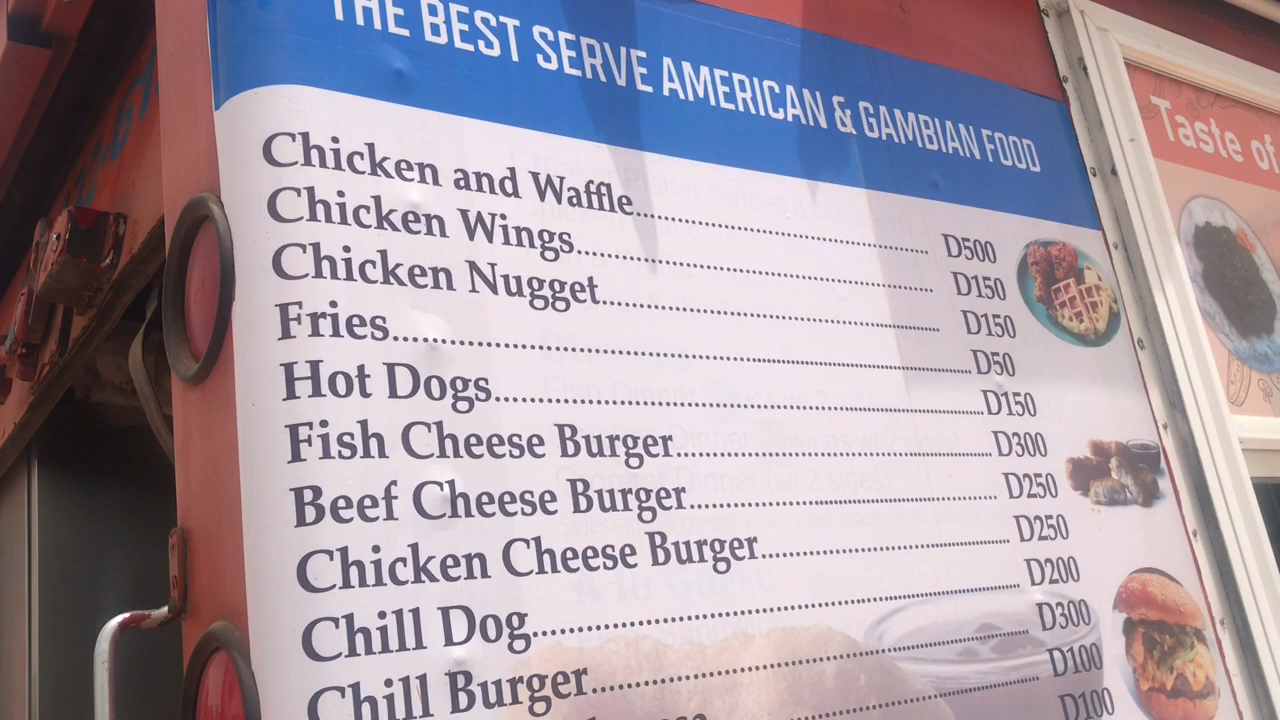 THE BEST SERVE AMERICAN & GAMBIAN FOOD
Chicken and Waffle............D500
Chicken Wings............D150
Chicken Nugget............D150
Fries............D50
Hot Dogs............D150
Fish Cheese Burger............D300
Beef Cheese Burger............D250
Chicken Cheese Burger............D250
Chill Dog............D200
Chill Burger............D300
D100
D100
Taste of